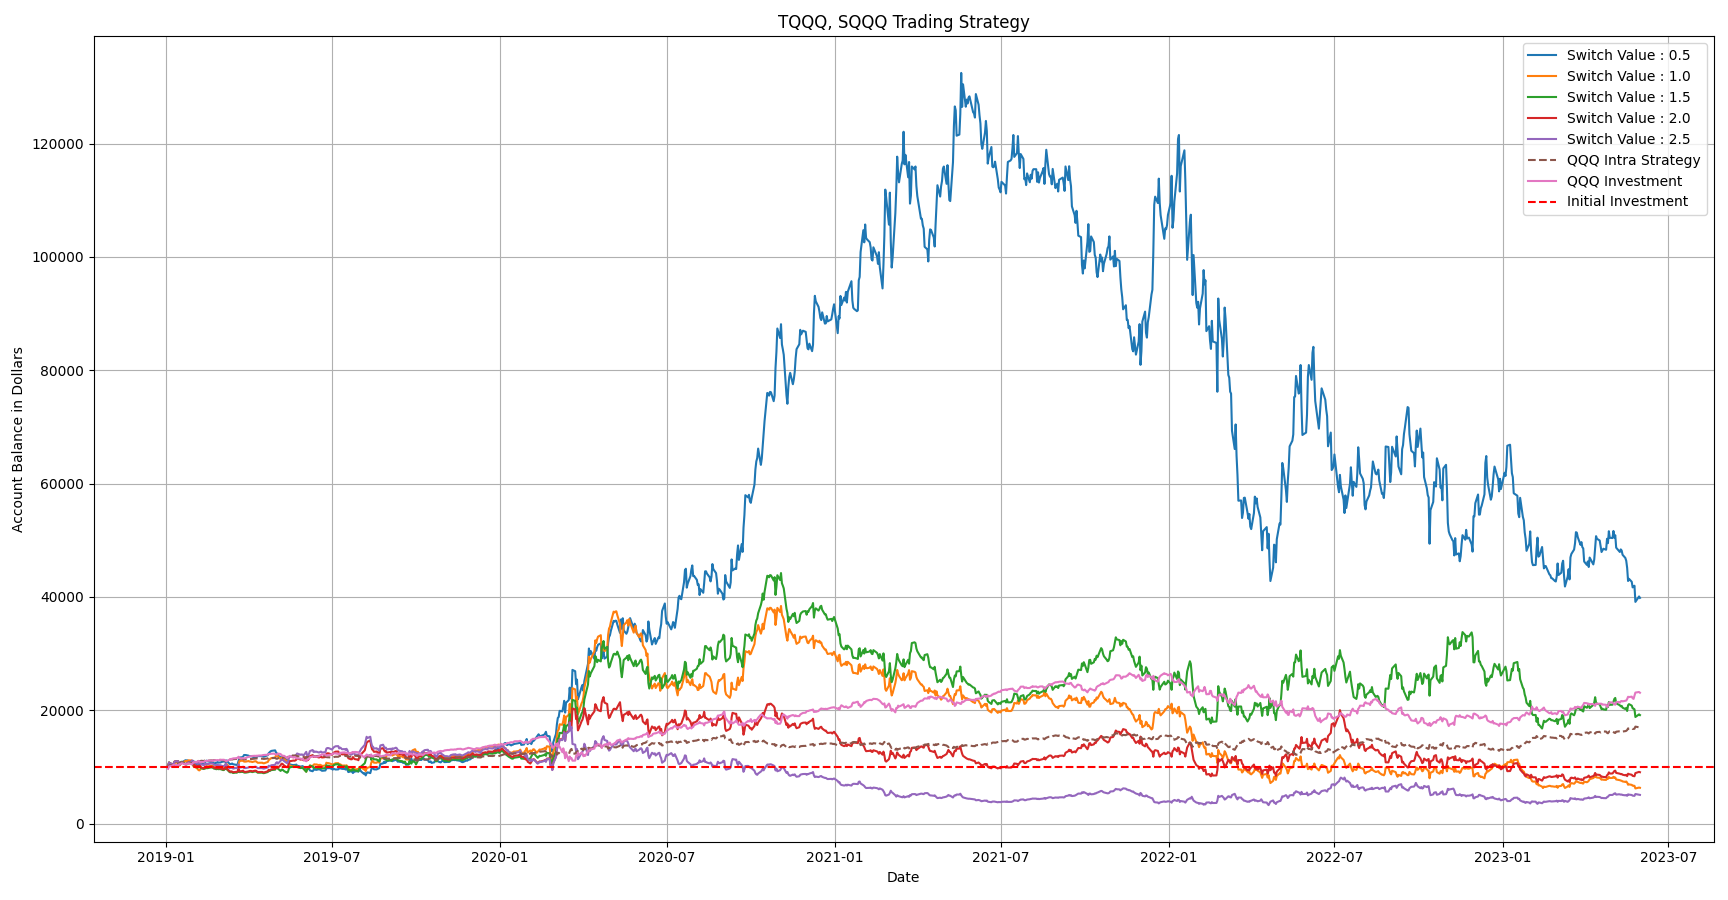 TQQQ, SQQQ Trading Strategy
Switch Value : 0.5
Switch Value : 1.0
Switch Value : 1.5
Switch Value : 2.0
Switch Value : 2.5
QQQ Intra Strategy
QQQ Investment
Initial Investment
Account Balance in Dollars
120000
100000
80000
60000
40000
20000
0
2019-01
2019-07
2020-01
2020-07
2021-01
2021-07
2022-01
2022-07
2023-01
2023-07
Date